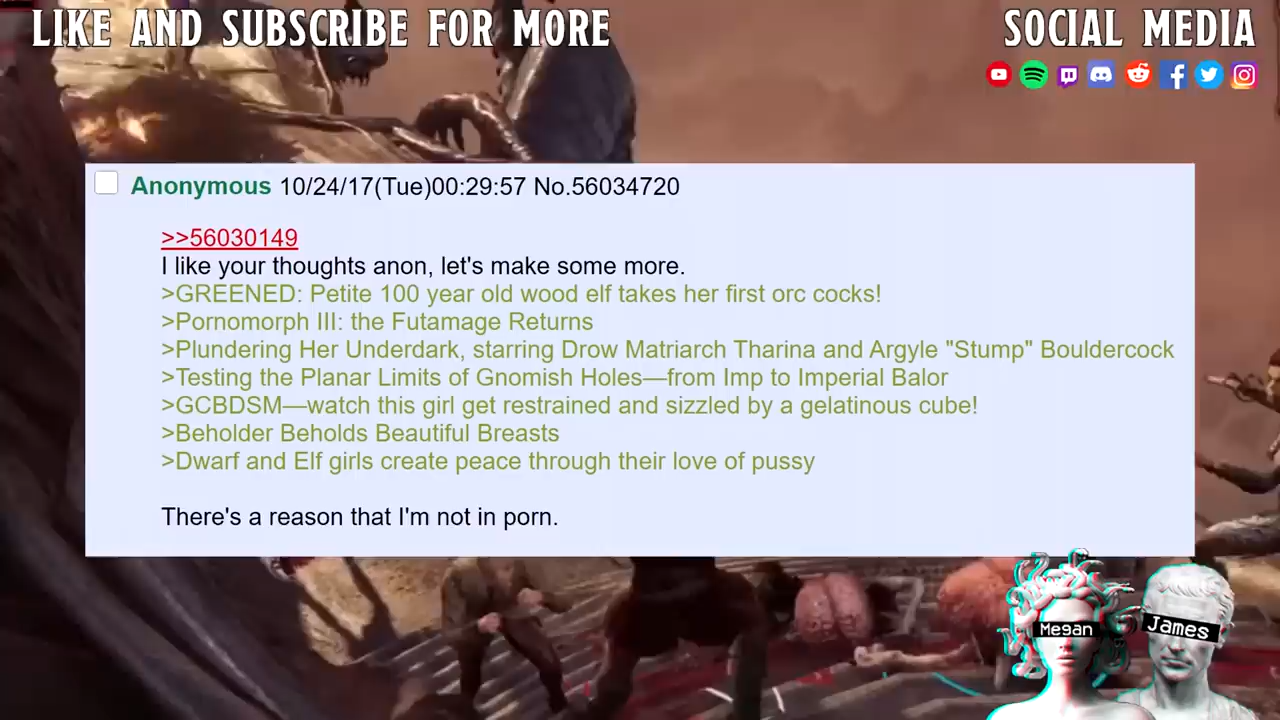 LIKE AND SUBSCRIBE FOR MORE
SOCIAL MEDIA
Anonymous 10/24/17(Tue)00:29:57 No.56034720
>>56030149
I like your thoughts anon, let's make some more.
>GREENED: Petite 100 year old wood elf takes her first orc cocks!
>Pornomorph III: the Futamage Returns
>Plundering Her Underdark, starring Drow Matriarch Tharina and Argyle "Stump" Bouldercock
>Testing the Planar Limits of Gnomish Holes—from Imp to Imperial Balor
>GCBDSM—watch this girl get restrained and sizzled by a gelatinous cube!
>Beholder Beholds Beautiful Breasts
>Dwarf and Elf girls create peace through their love of pussy
There's a reason that I'm not in porn.
Megan
James